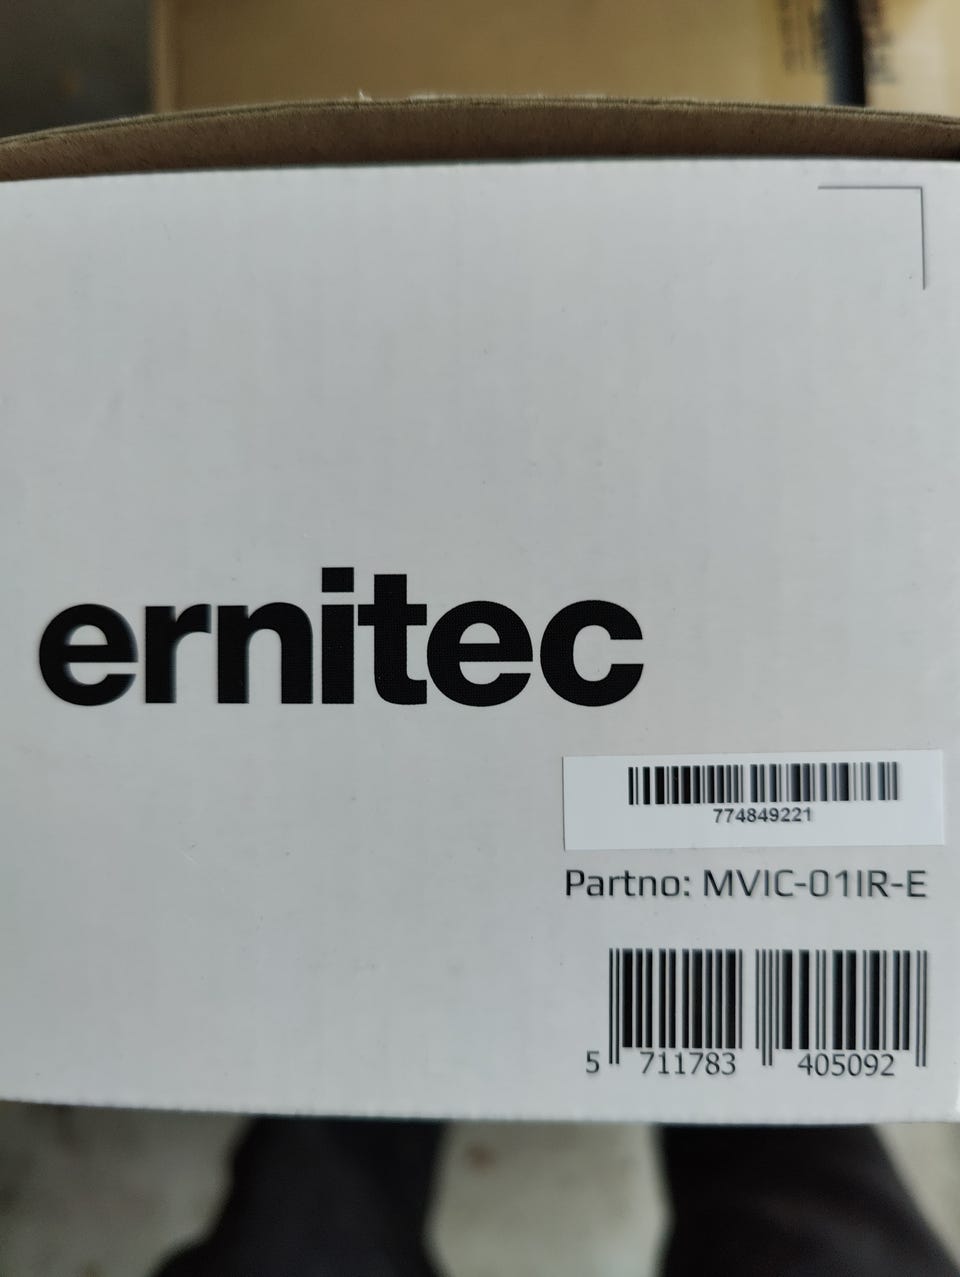 ernitec
774849221
Partno: MVIC-01IR-E
5 711783 405092